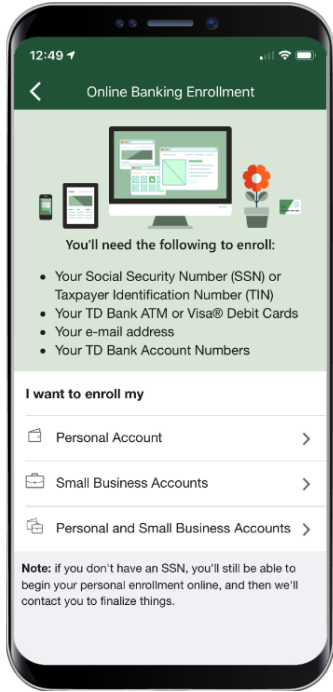 12:49
Online Banking Enrollment
You'll need the following to enroll:
• Your Social Security Number (SSN) or
Taxpayer Identification Number (TIN)
• Your TD Bank ATM or Visa® Debit Cards
• Your e-mail address
• Your TD Bank Account Numbers
I want to enroll my
Personal Account
Small Business Accounts
Personal and Small Business Accounts
Note: if you don't have an SSN, you'll still be able to
begin your personal enrollment online, and then we'll
contact you to finalize things.